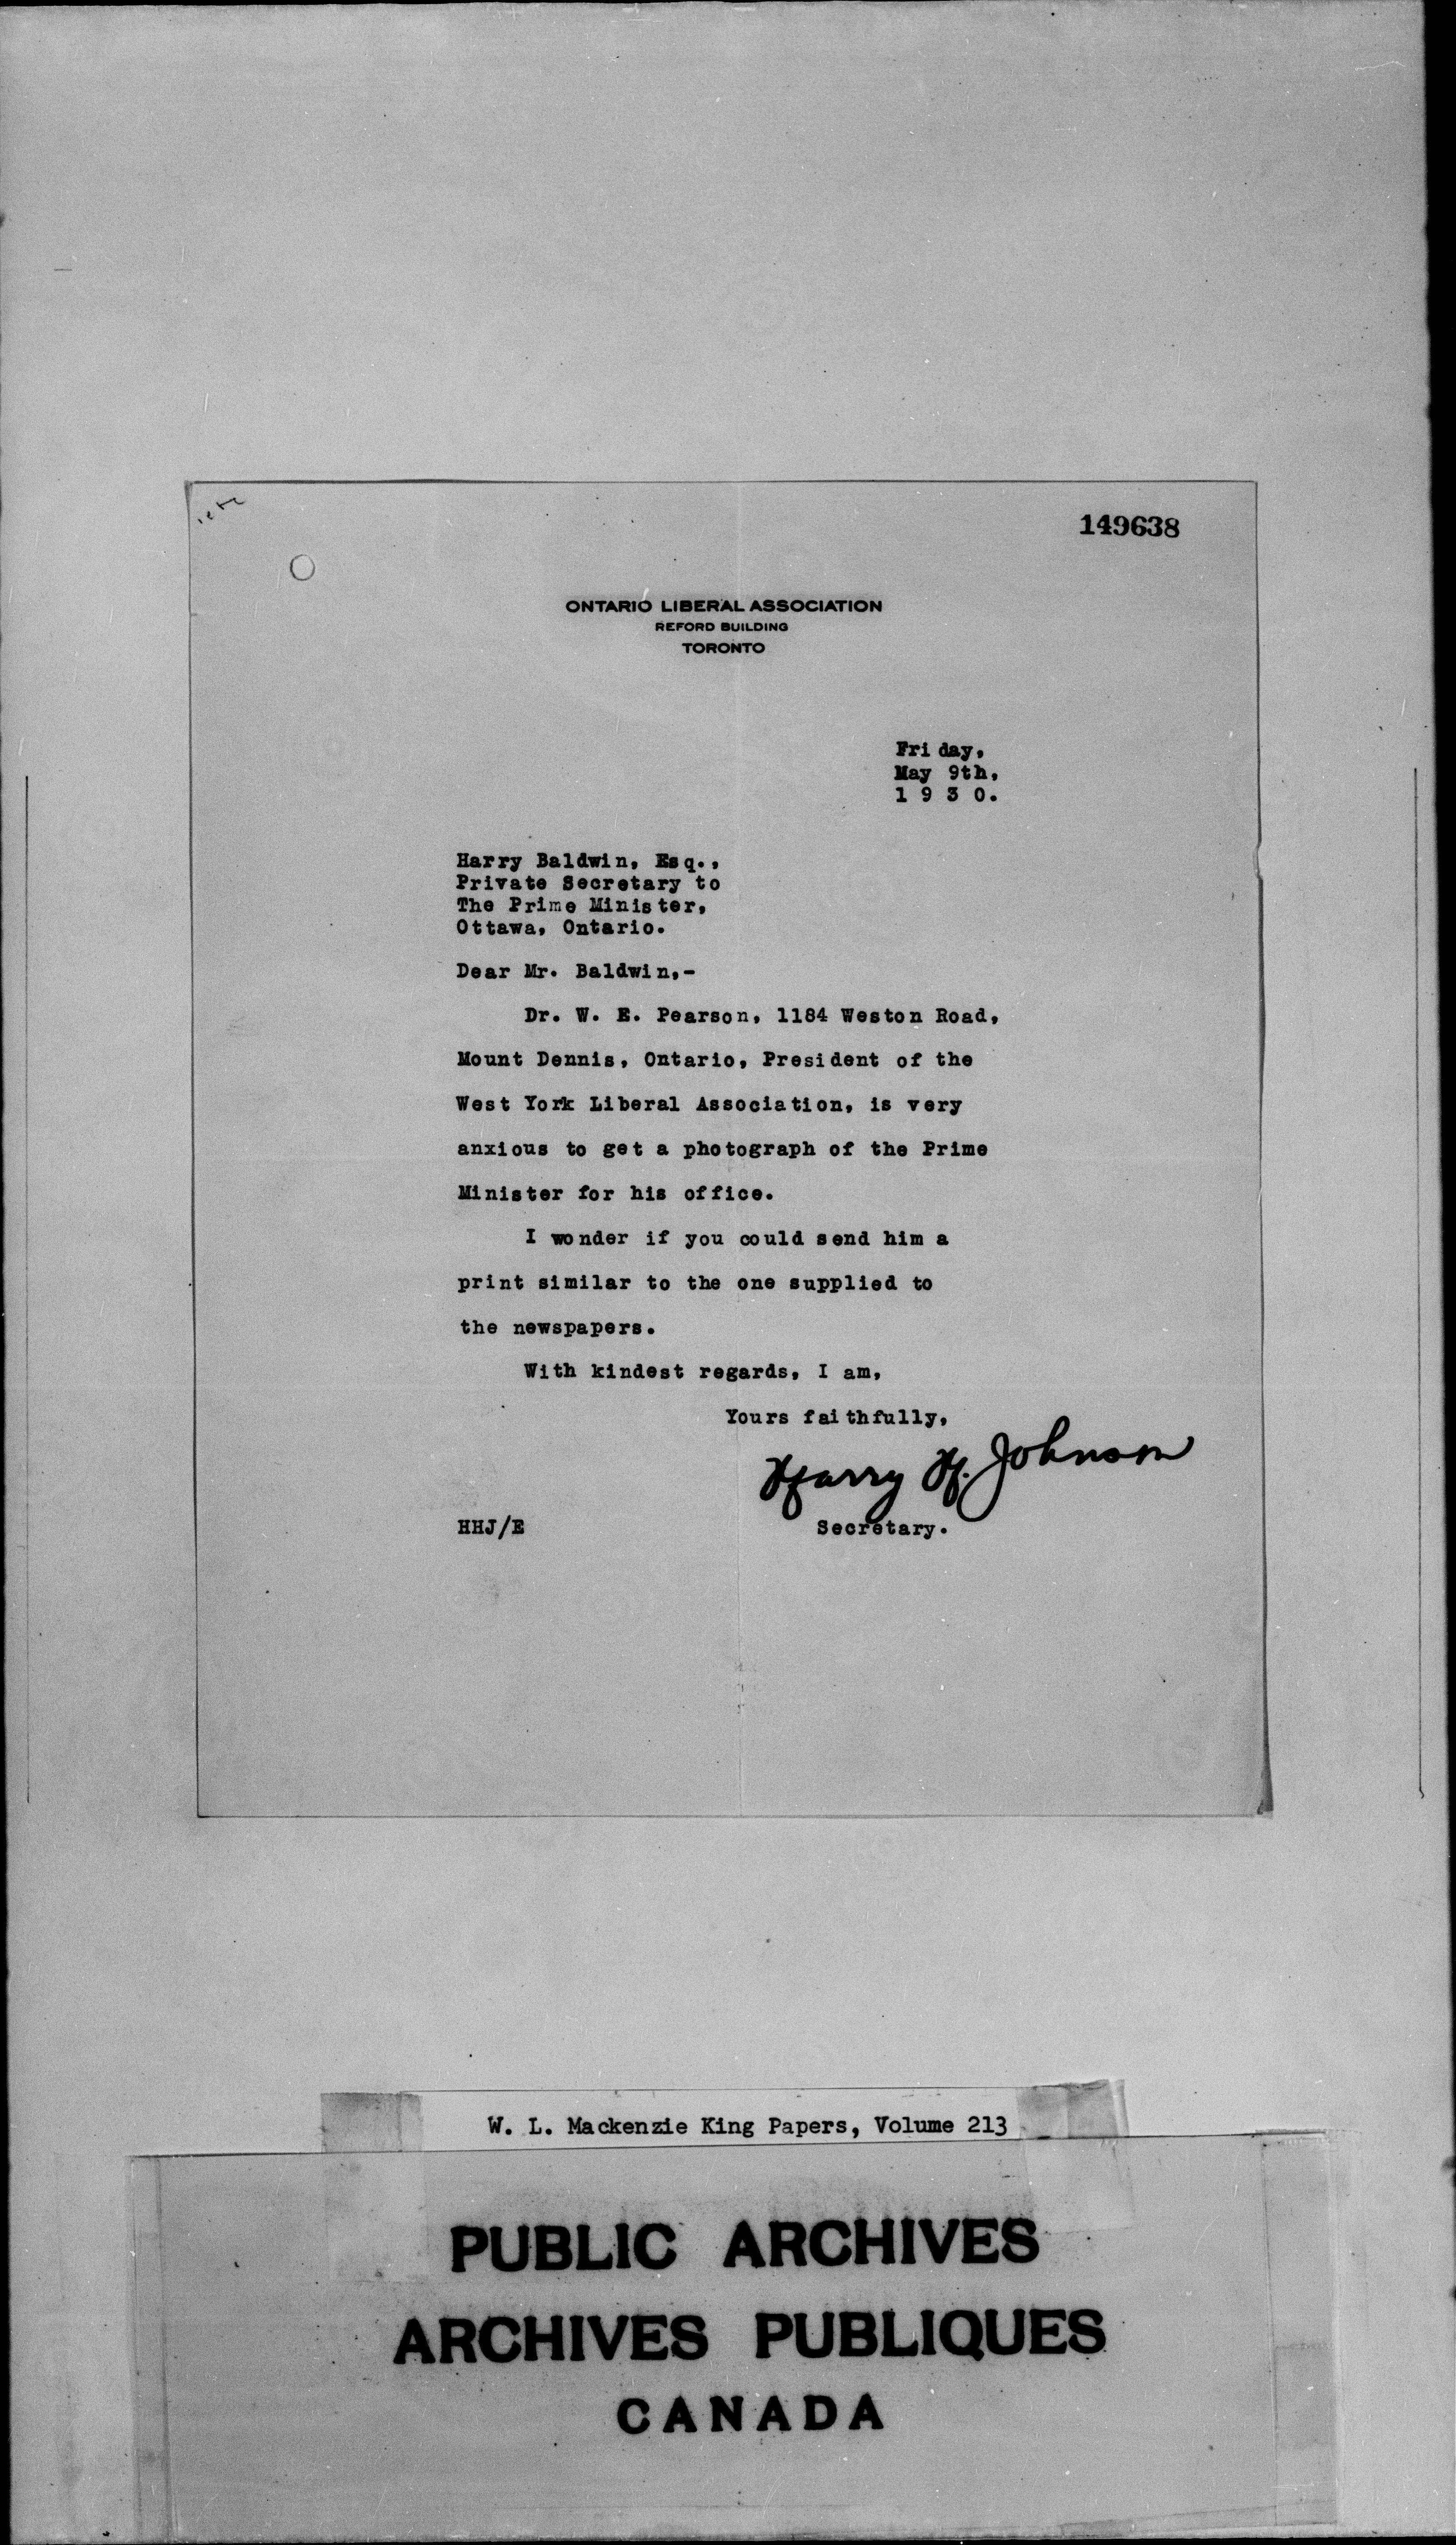 149638
ONTARIO LIBERAL ASSOCIATION
REFORD BUILDING
TORONTO
Friday,
May 9th,
1 9 3 0.
Harry Baldwin, Esq.,
Private Secretary to
The Prime Minister,
Ottawa, Ontario.
Dear Mr. Baldwin,-
Dr. W. E. Pearson, 1184 Weston Road,
Mount Dennis, Ontario, President of the
West York Liberal Association, is very
anxious to get a photograph of the Prime
Minister for his office.
I wonder if you could send him a
print similar to the one supplied to
the newspapers.
With kindest regards, I am,
Yours faithfully,
Harry H. Johnson
HHJ/E Secretary.
W. L. Mackenzie King Papers, Volume 213
PUBLIC ARCHIVES
ARCHIVES PUBLIQUES
CANADA